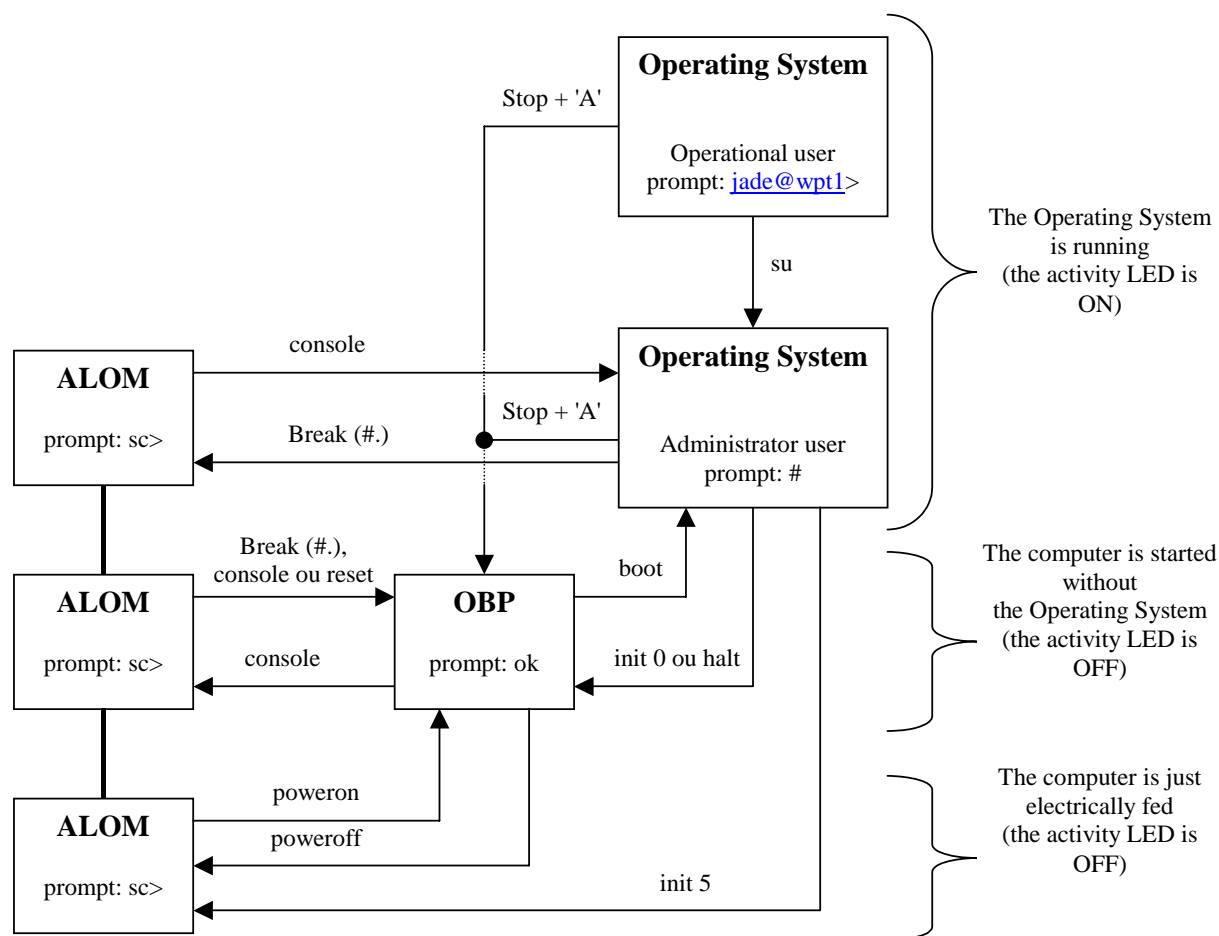 Operating System
Stop + 'A'
Operational user
prompt: jade@wpt1>
The Operating System
is running
(the activity LED is
ON)
su
console
Operating System
ALOM
prompt: sc>
Stop + 'A'
Break (#.)
Administrator user
prompt: #
Break (#.),
console ou reset
boot
The computer is started
without
the Operating System
(the activity LED is
OFF)
ALOM
prompt: sc>
OBP
prompt: ok
console
init 0 ou halt
The computer is just
electrically fed
(the activity LED is
OFF)
poweron
ALOM
prompt: sc>
poweroff
init 5